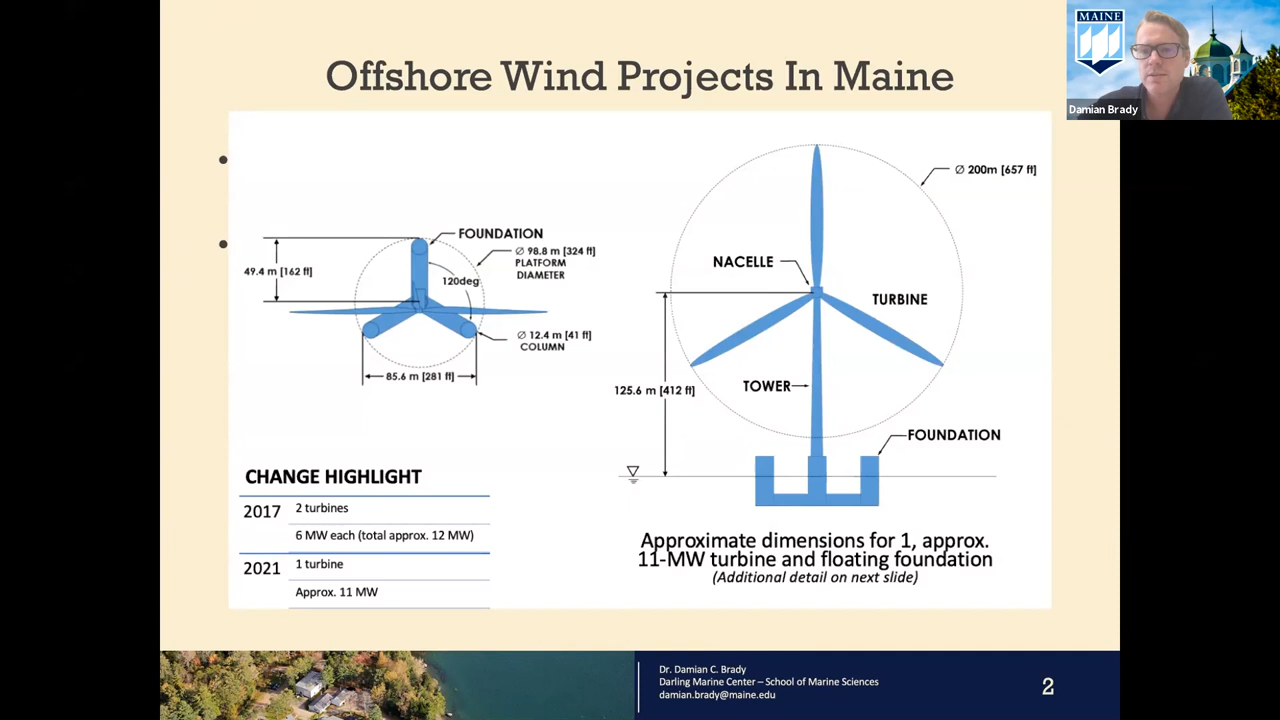 Offshore Wind Projects In Maine
MAINE
Damian Brady
FOUNDATION
Ø 98.8 m [324 ft]
PLATFORM
DIAMETER
49.4 m [162 ft]
120deg
Ø 12.4 m [41 ft]
COLUMN
85.6 m [281 ft]
Ø 200m [657 ft]
NACELLE
TURBINE
125.6 m [412 ft]
TOWER
FOUNDATION
CHANGE HIGHLIGHT
2017
2 turbines
6 MW each (total approx. 12 MW)
2021
1 turbine
Approx. 11 MW
Approximate dimensions for 1, approx.
11-MW turbine and floating foundation
(Additional detail on next slide)
Dr. Damian C. Brady
Darling Marine Center – School of Marine Sciences
damian.brady@maine.edu
2